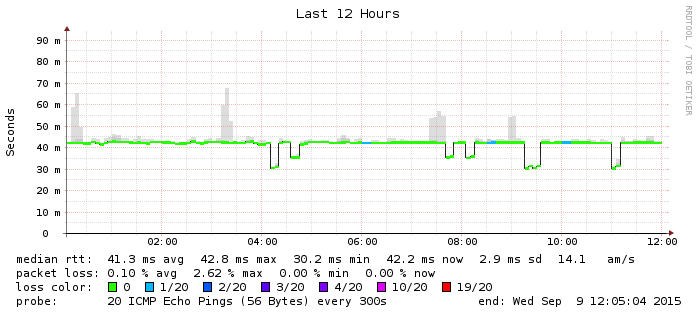 Last 12 Hours
RRDTOOL / TOBI OETIKER
Seconds
90 m
80 m
70 m
60 m
50 m
40 m
30 m
20 m
10 m
0
02:00 04:00 06:00 08:00 10:00 12:00
median rtt: 41.3 ms avg 42.8 ms max 30.2 ms min 42.2 ms now 2.9 ms sd 14.1 am/s
packet loss: 0.10 % avg 2.62 % max 0.00 % min 0.00 % now
loss color: 0 1/20 2/20 3/20 4/20 10/20 19/20
probe: 20 ICMP Echo Pings (56 Bytes) every 300s end: Wed Sep 9 12:05:04 2015